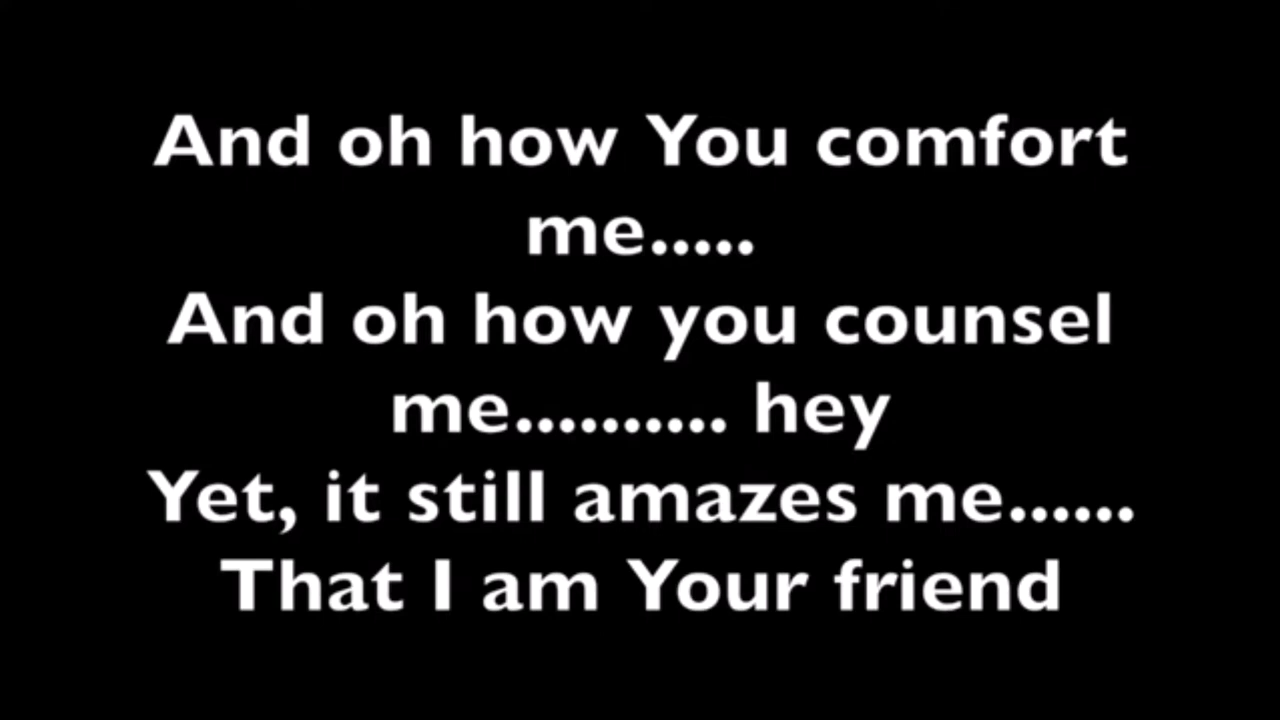 And oh how You comfort
me.....
And oh how you counsel
me.......... hey
Yet, it still amazes me......
That I am Your friend